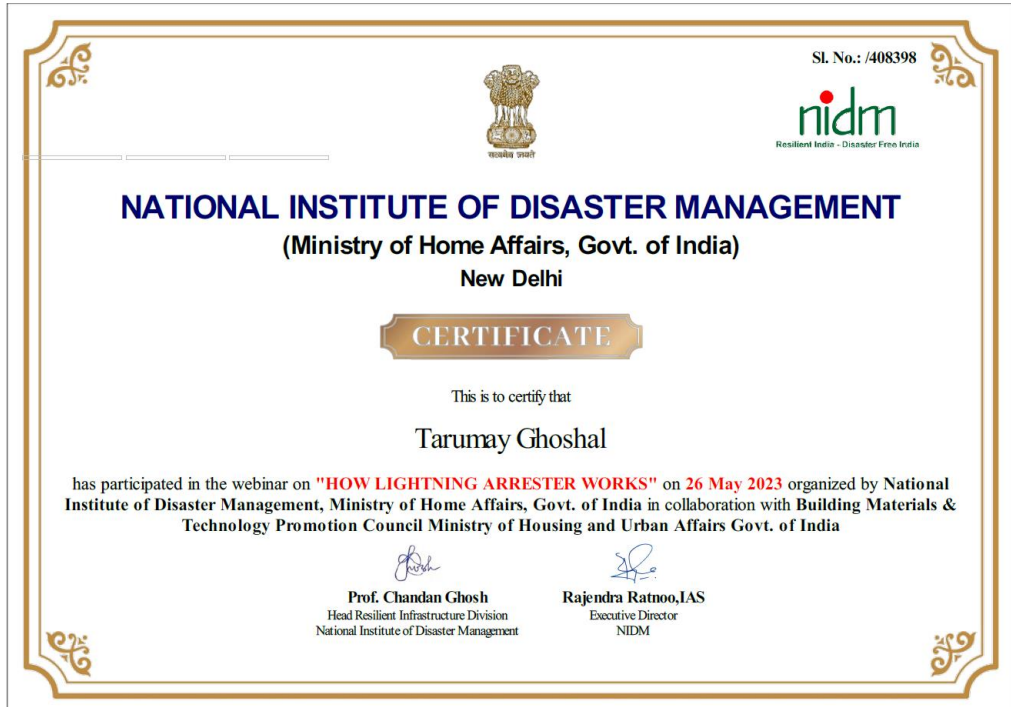 Sl. No.: /408398
सत्यमेव जयते
nidm
Resilient India - Disaster Free India
NATIONAL INSTITUTE OF DISASTER MANAGEMENT
(Ministry of Home Affairs, Govt. of India)
New Delhi
CERTIFICATE
This is to certify that
Tarumay Ghoshal
has participated in the webinar on "HOW LIGHTNING ARRESTER WORKS" on 26 May 2023 organized by National
Institute of Disaster Management, Ministry of Home Affairs, Govt. of India in collaboration with Building Materials &
Technology Promotion Council Ministry of Housing and Urban Affairs Govt. of India
Prof. Chandan Ghosh
Head Resilient Infrastructure Division
National Institute of Disaster Management
Rajendra Ratnoo,IAS
Executive Director
NIDM